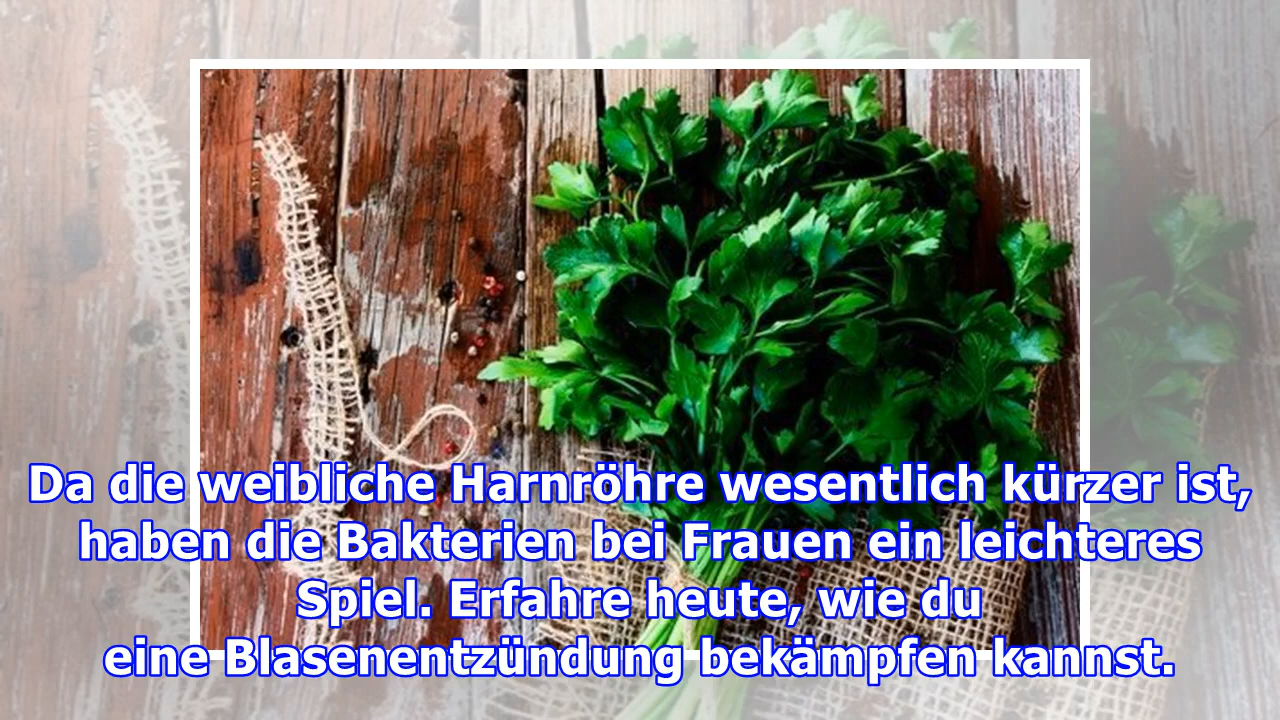 Da die weibliche Harnröhre wesentlich kürzer ist,
haben die Bakterien bei Frauen ein leichteres
Spiel. Erfahre heute, wie du
eine Blasenentzündung bekämpfen kannst.